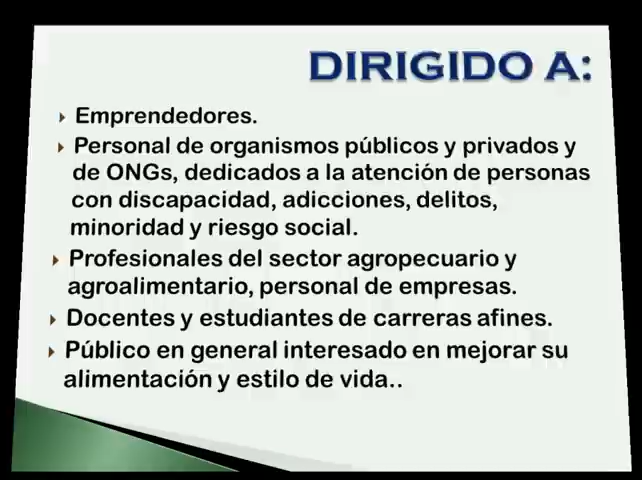 DIRIGIDO A:
Emprendedores.
Personal de organismos públicos y privados y
de ONGs, dedicados a la atención de personas
con discapacidad, adicciones, delitos,
minoridad y riesgo social.
Profesionales del sector agropecuario y
agroalimentario, personal de empresas.
Docentes y estudiantes de carreras afines.
Público en general interesado en mejorar su
alimentación y estilo de vida..